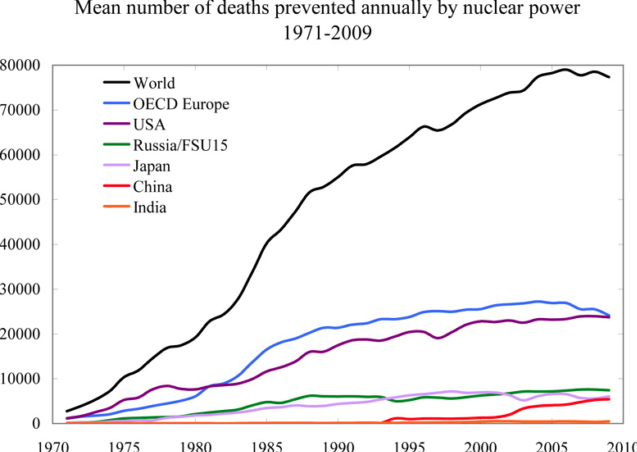 Mean number of deaths prevented annually by nuclear power
1971-2009
80000
70000
60000
50000
40000
30000
20000
10000
0
World
OECD Europe
USA
Russia/FSU15
Japan
China
India
1970
1975
1980
1985
1990
1995
2000
2005
2010